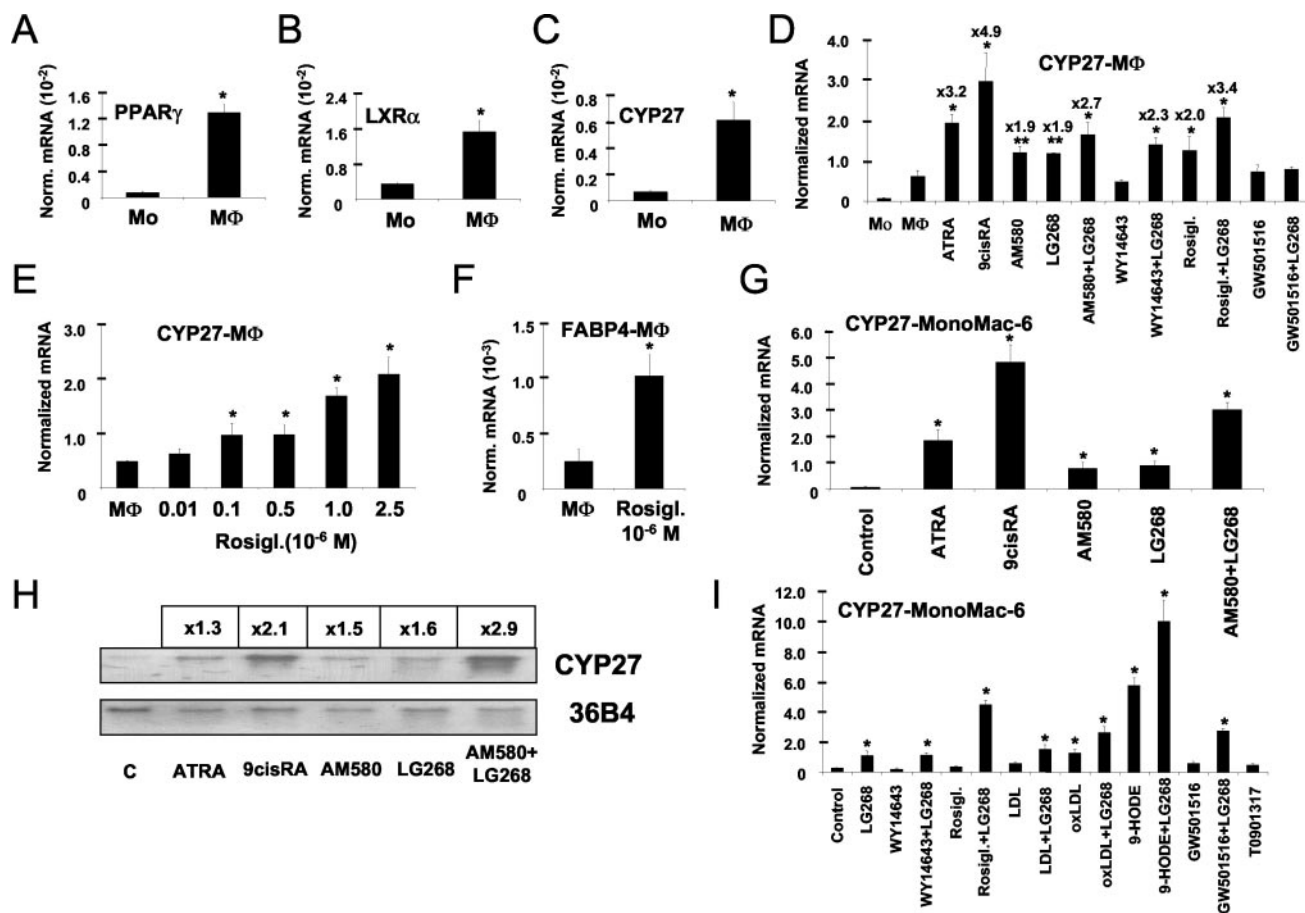 A
Norm. mRNA (10-2)
1.8
1.2
0.6
0
PPARγ
*
Mo MΦ
B
Norm. mRNA (10-2)
2.4
1.6
0.8
0
LXRα
*
Mo MΦ
C
Norm. mRNA (10-2)
0.8
0.6
0.4
0.2
0
CYP27
*
Mo MΦ
D
Normalized mRNA
4.0
3.0
2.0
1.0
0
CYP27-MΦ
x3.2
*
x4.9
*
x1.9
**
x1.9
**
x2.7
*
x2.3
*
x2.0
*
x3.4
*
Mo
MΦ
ATRA
9cisRA
AM580
LG268
AM580+LG268
WY14643
WY14643+LG268
Rosigl.
Rosigl.+LG268
GW501516
GW501516+LG268
E
Normalized mRNA
3.0
2.0
1.0
0
CYP27-MΦ
* * * *
MΦ 0.01 0.1 0.5 1.0 2.5
Rosigl.(10-6 M)
F
Norm. mRNA (10-3)
1.5
1.0
0.5
0
FABP4-MΦ
*
MΦ Rosigl.
10-6 M
G
Normalized mRNA
6.0
5.0
4.0
3.0
2.0
1.0
0
CYP27-MonoMac-6
* * * * *
Control
ATRA
9cisRA
AM580
LG268
AM580+LG268
H
x1.3 x2.1 x1.5 x1.6 x2.9
CYP27
36B4
C ATRA 9cisRA AM580 LG268 AM580+
LG268
I
Normalized mRNA
12.0
10.0
8.0
6.0
4.0
2.0
0
CYP27-MonoMac-6
* * * * * * * * *
Control
LG268
WY14643
WY14643+LG268
Rosigl.
Rosigl.+LG268
LDL
LDL+LG268
oxLDL
oxLDL+LG268
9-HODE
9-HODE+LG268
GW501516
GW501516+LG268
T0901317